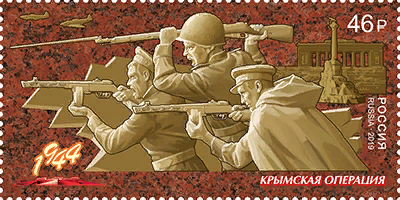 46₽
РОССИЯ
RUSSIA • 2019
1944
КРЫМСКАЯ ОПЕРАЦИЯ